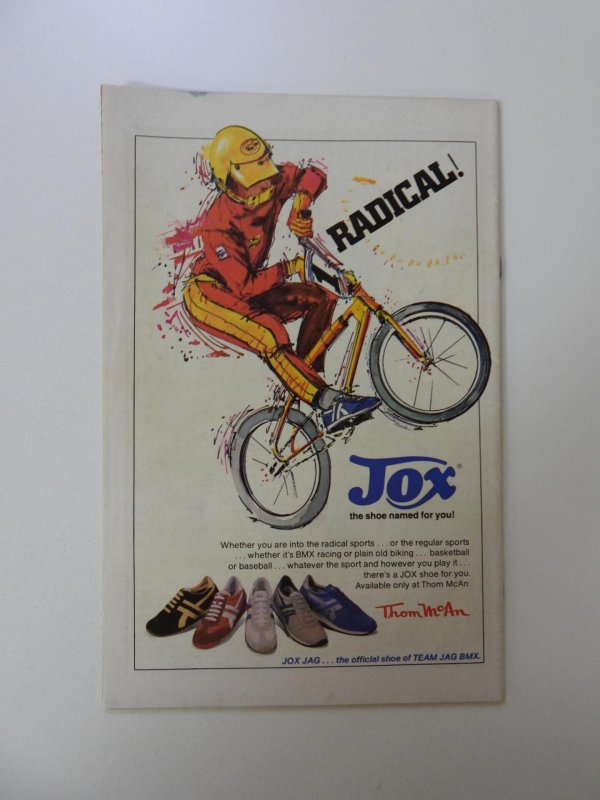 RADICAL!
Jox®
the shoe named for you!
Whether you are into the radical sports . . . or the regular sports
. . . . whether it's BMX racing or plain old biking . . . basketball
or baseball . . . whatever the sport and however you play it . . .
there's a JOX shoe for you.
Available only at Thom McAn.
Thom McAn
JOX JAG . . . the official shoe of TEAM JAG BMX.